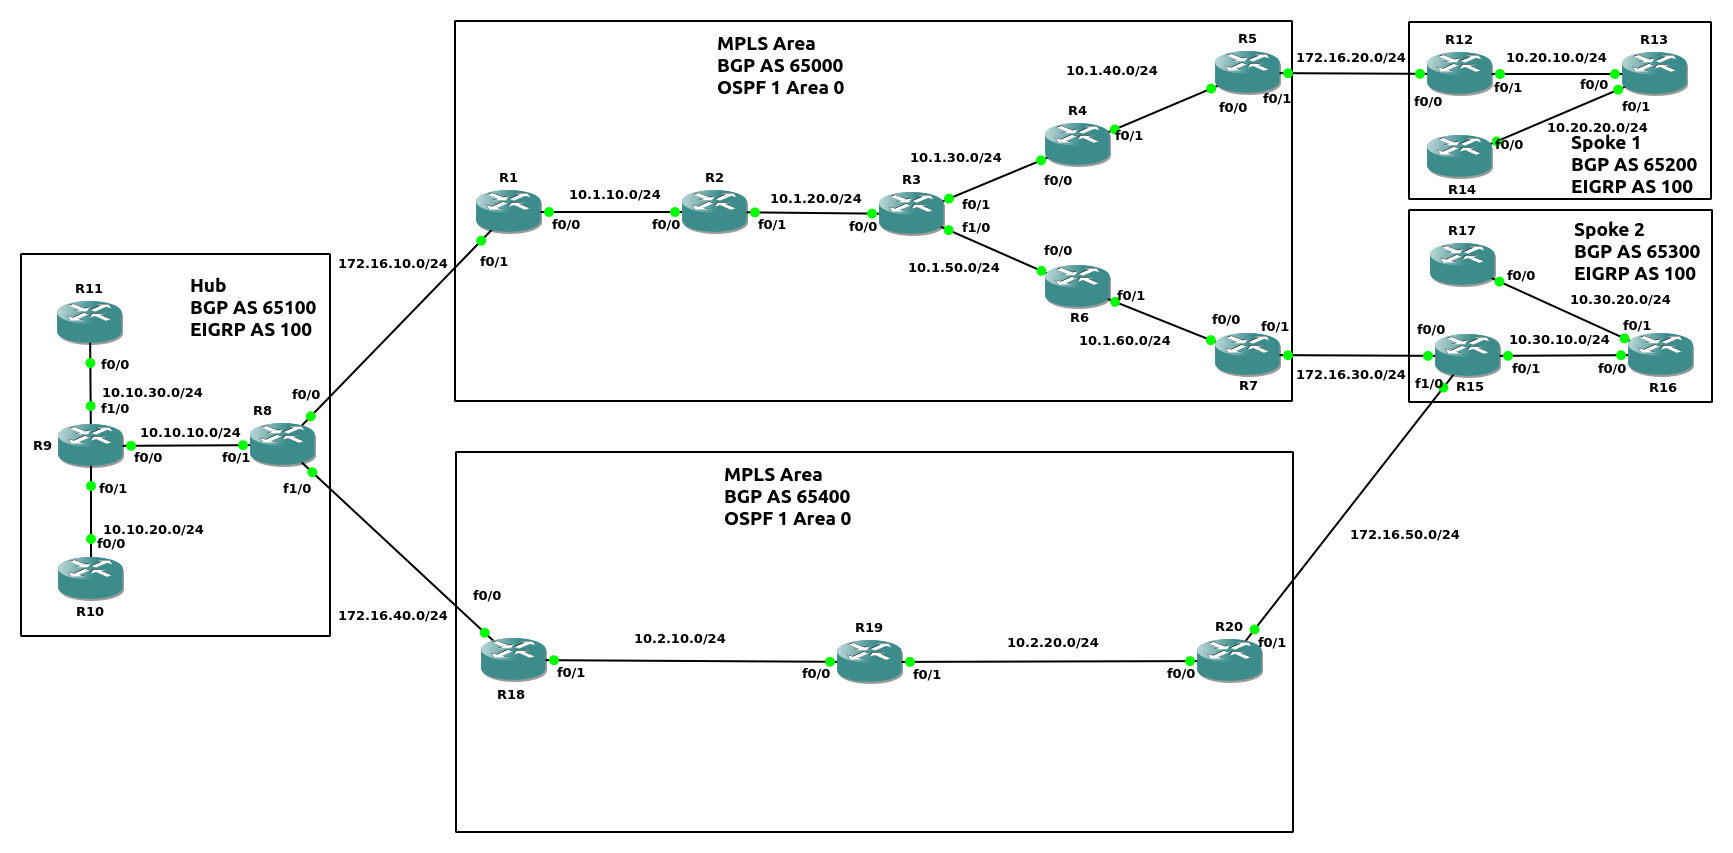 MPLS Area
BGP AS 65000
OSPF 1 Area 0
R1
f0/0
f0/1
10.1.10.0/24
R2
f0/0
f0/1
10.1.20.0/24
R3
f0/0
f0/1
f1/0
10.1.30.0/24
R4
f0/0
f0/1
10.1.40.0/24
R5
f0/0
f0/1
10.1.50.0/24
R6
f0/0
f0/1
10.1.60.0/24
R7
f0/0
f0/1
172.16.20.0/24
R12
f0/0
f0/1
10.20.10.0/24
R13
f0/0
f0/1
10.20.20.0/24
R14
f0/0
Spoke 1
BGP AS 65200
EIGRP AS 100
Spoke 2
BGP AS 65300
EIGRP AS 100
R17
f0/0
10.30.20.0/24
172.16.30.0/24
R15
f0/0
f0/1
f1/0
10.30.10.0/24
R16
f0/0
f0/1
172.16.10.0/24
Hub
BGP AS 65100
EIGRP AS 100
R11
f0/0
10.10.30.0/24
R9
f1/0
f0/0
f0/1
10.10.10.0/24
R8
f0/0
f0/1
f1/0
10.10.20.0/24
f0/0
R10
172.16.40.0/24
MPLS Area
BGP AS 65400
OSPF 1 Area 0
R18
f0/0
f0/1
10.2.10.0/24
R19
f0/0
f0/1
10.2.20.0/24
R20
f0/0
f0/1
172.16.50.0/24